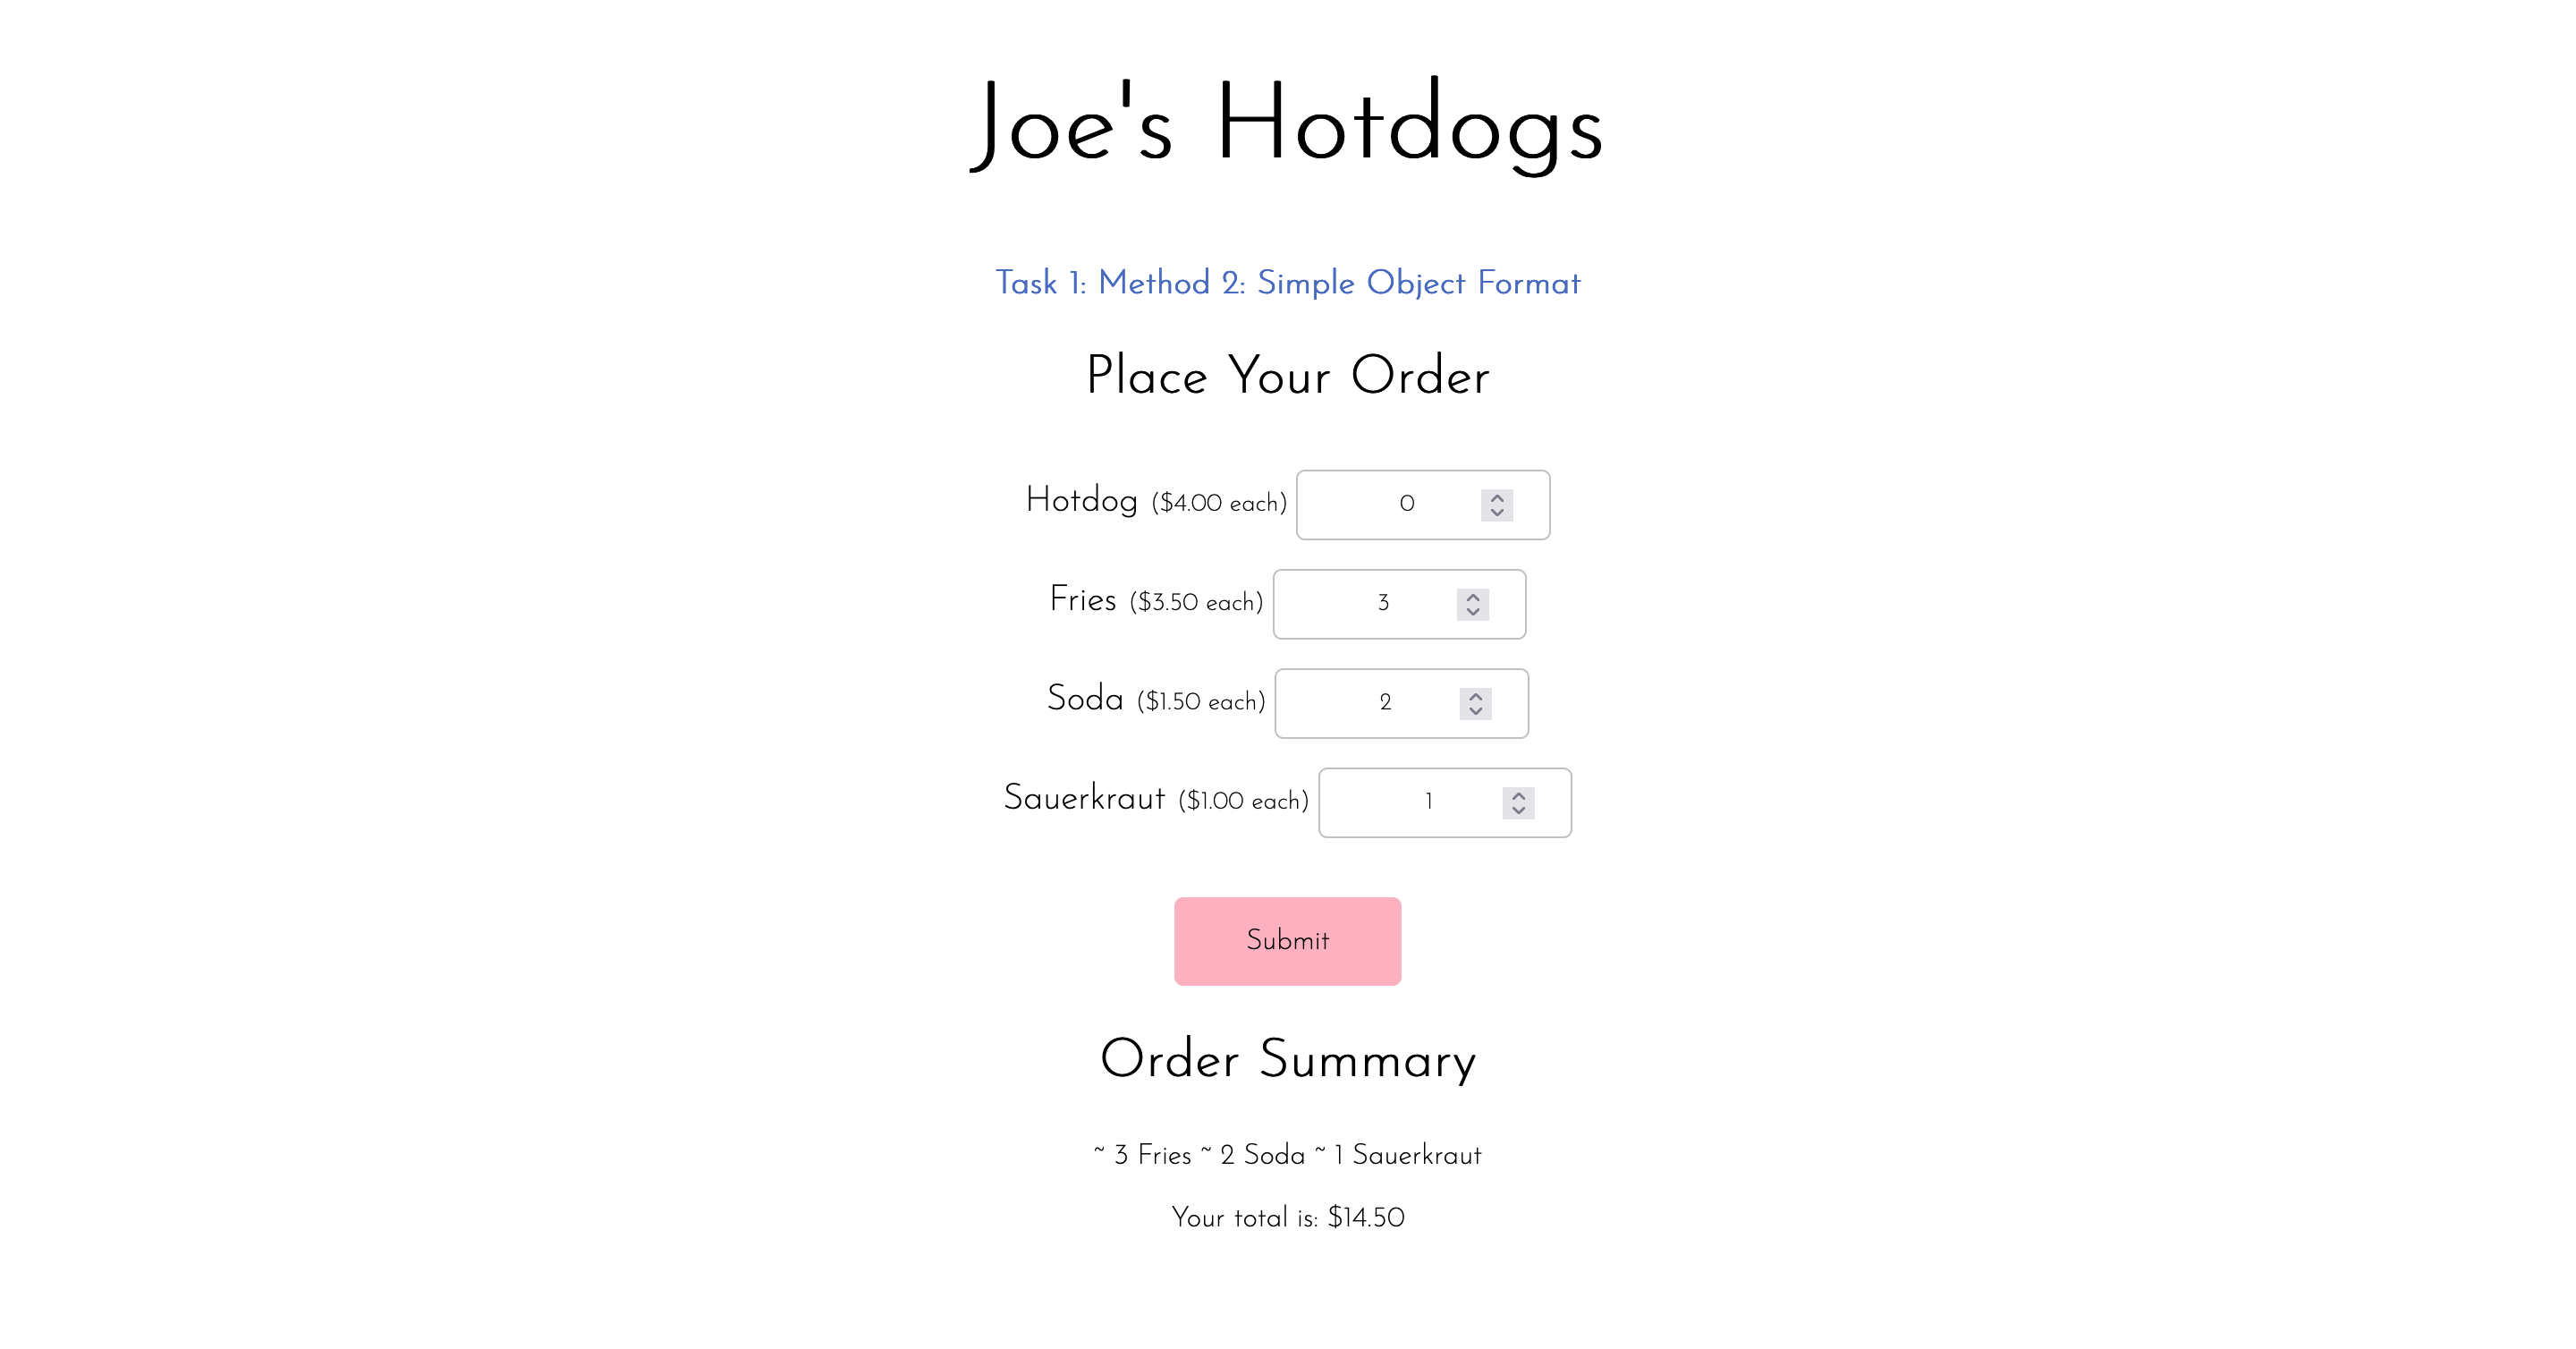 Joe's Hotdogs
Task 1: Method 2: Simple Object Format
Place Your Order
Hotdog ($4.00 each) 0
Fries ($3.50 each) 3
Soda ($1.50 each) 2
Sauerkraut ($1.00 each) 1
Submit
Order Summary
~ 3 Fries ~ 2 Soda ~ 1 Sauerkraut
Your total is: $14.50